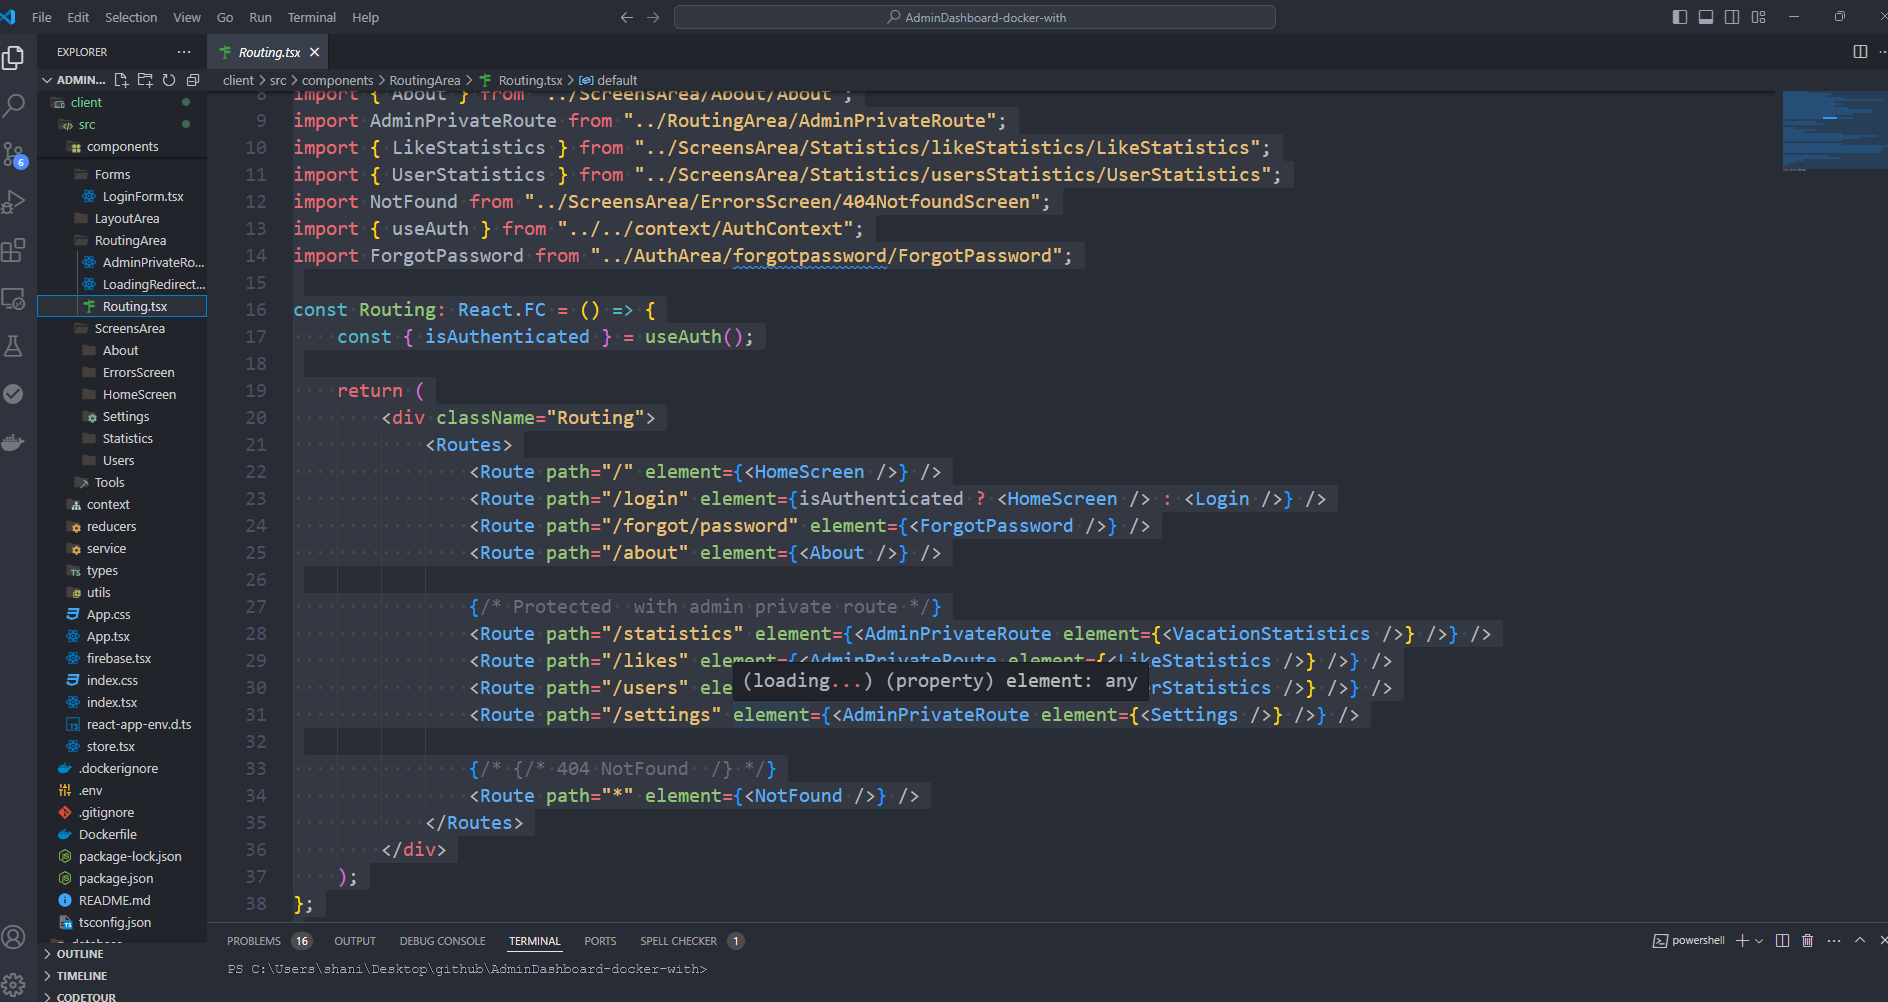 File Edit Selection View Go Run Terminal Help
AdminDashboard-docker-with
EXPLORER
ADMIN...
client
src
components
Forms
LoginForm.tsx
LayoutArea
RoutingArea
AdminPrivateRo...
LoadingRedirect...
Routing.tsx
ScreensArea
About
ErrorsScreen
HomeScreen
Settings
Statistics
Users
Tools
context
reducers
service
types
utils
App.css
App.tsx
firebase.tsx
index.css
index.tsx
react-app-env.d.ts
store.tsx
.dockerignore
.env
.gitignore
Dockerfile
package-lock.json
package.json
README.md
tsconfig.json
OUTLINE
TIMELINE
CODETOUR
6
Routing.tsx
client > src > components > RoutingArea > Routing.tsx > default
8 import { About } from "../ScreensArea/About/About";
9 import AdminPrivateRoute from "../RoutingArea/AdminPrivateRoute";
10 import { LikeStatistics } from "../ScreensArea/Statistics/likeStatistics/LikeStatistics";
11 import { UserStatistics } from "../ScreensArea/Statistics/usersStatistics/UserStatistics";
12 import NotFound from "../ScreensArea/ErrorsScreen/404NotfoundScreen";
13 import { useAuth } from "../../context/AuthContext";
14 import ForgotPassword from "../AuthArea/forgotpassword/ForgotPassword";
15
16 const Routing: React.FC = () => {
17 const { isAuthenticated } = useAuth();
18
19 return (
20 <div className="Routing">
21 <Routes>
22 <Route path="/" element={<HomeScreen />} />
23 <Route path="/login" element={isAuthenticated ? <HomeScreen /> : <Login />} />
24 <Route path="/forgot/password" element={<ForgotPassword />} />
25 <Route path="/about" element={<About />} />
26
27 {/* Protected  with admin private route */}
28 <Route path="/statistics" element={<AdminPrivateRoute element={<VacationStatistics />} />} />
29 <Route path="/likes" element={<AdminPrivateRoute element={<LikeStatistics />} />} />
30 <Route path="/users" ele rStatistics />} />} />
(loading...) (property) element: any
31 <Route path="/settings" element={<AdminPrivateRoute element={<Settings />} />} />
32
33 {/* {/* 404 NotFound  /} */}
34 <Route path="*" element={<NotFound />} />
35 </Routes>
36 </div>
37 );
38 };
PROBLEMS 16 OUTPUT DEBUG CONSOLE TERMINAL PORTS SPELL CHECKER 1
powershell
PS C:\Users\shani\Desktop\github\AdminDashboard-docker-with>